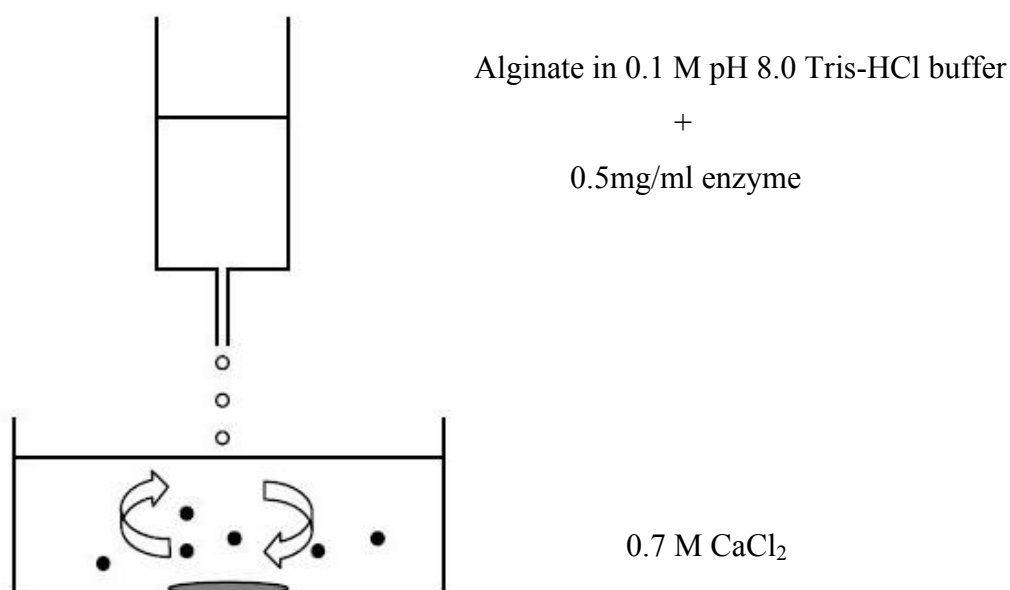 Alginate in 0.1 M pH 8.0 Tris-HCl buffer
+
0.5mg/ml enzyme
0.7 M CaCl₂